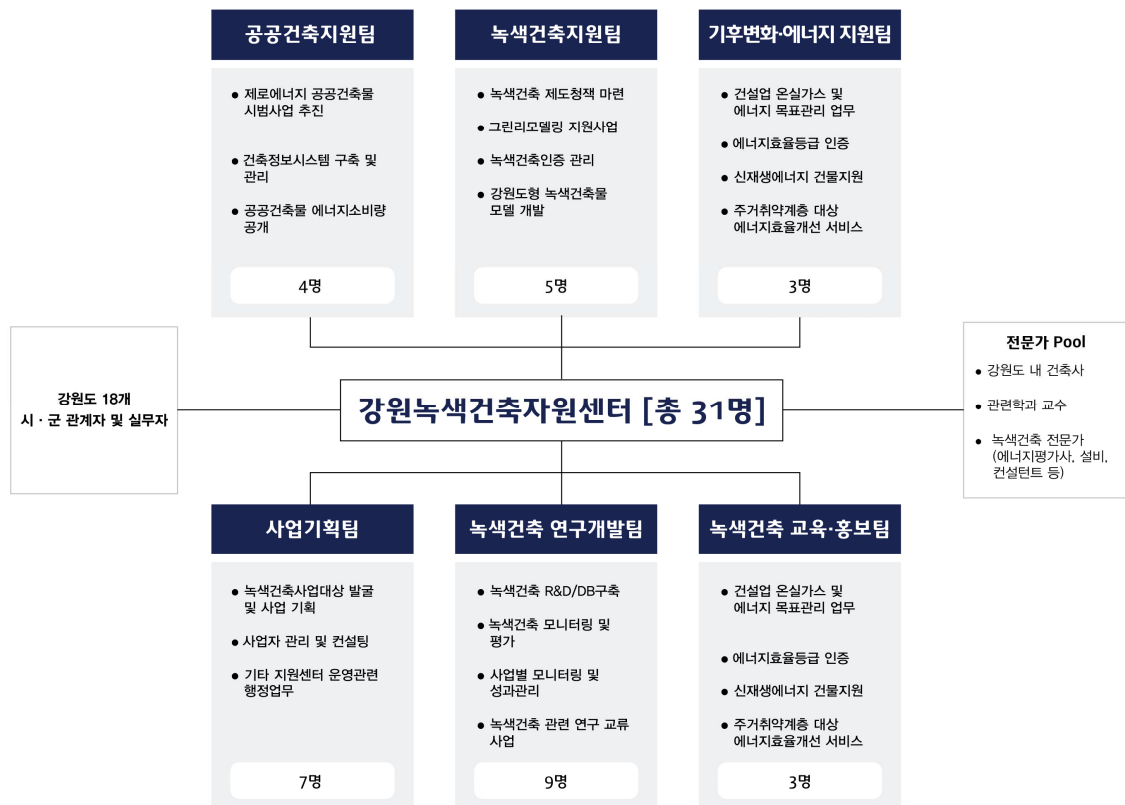 공공건축지원팀
● 제로에너지 공공건축물
시범사업 추진
● 건축정보시스템 구축 및
관리
● 공공건축물 에너지소비량
공개
4명
녹색건축지원팀
● 녹색건축 제도청잭 마련
● 그린리모델링 지원사업
● 녹색건축인증 관리
● 강원도형 녹색건축물
모델 개발
5명
기후변화·에너지 지원팀
● 건설업 온실가스 및
에너지 목표관리 업무
● 에너지효율등급 인증
● 신재생에너지 건물지원
● 주거취약계층 대상
에너지효율개선 서비스
3명
강원도 18개
시·군 관계자 및 실무자
강원녹색건축자원센터 [총 31명]
전문가 Pool
● 강원도 내 건축사
● 관련학과 교수
● 녹색건축 전문가
(에너지평가사, 설비,
컨설턴트 등)
사업기획팀
● 녹색건축사업대상 발굴
및 사업 기획
● 사업자 관리 및 컨설팅
● 기타 지원센터 운영관련
행정업무
7명
녹색건축 연구개발팀
● 녹색건축 R&D/DB구축
● 녹색건축 모니터링 및
평가
● 사업별 모니터링 및
성과관리
● 녹색건축 관련 연구 교류
사업
9명
녹색건축 교육·홍보팀
● 건설업 온실가스 및
에너지 목표관리 업무
● 에너지효율등급 인증
● 신재생에너지 건물지원
● 주거취약계층 대상
에너지효율개선 서비스
3명